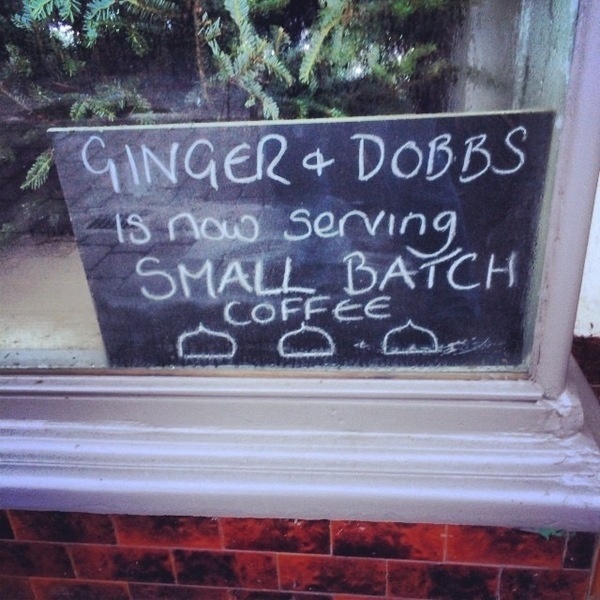 GINGER & DOBBS
is now serving
SMALL BATCH
COFFEE